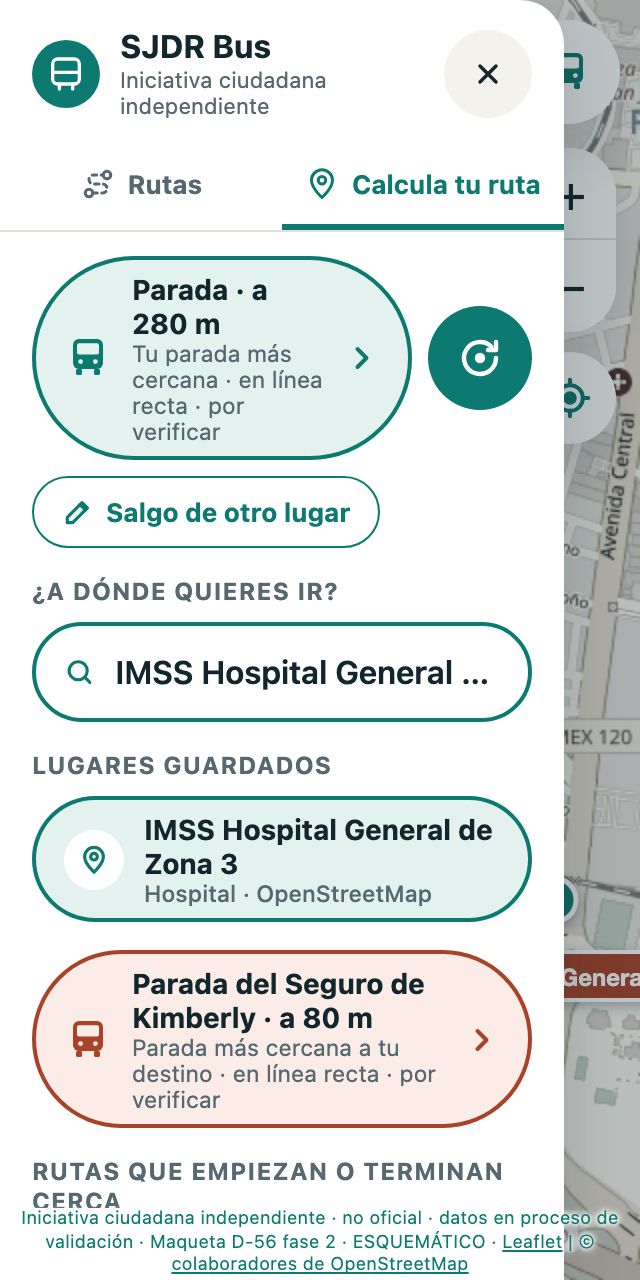 SJDR Bus
Iniciativa ciudadana
independiente
Rutas
Calcula tu ruta
Parada · a
280 m
Tu parada más
cercana · en línea
recta · por
verificar
Salgo de otro lugar
¿A DÓNDE QUIERES IR?
IMSS Hospital General ...
LUGARES GUARDADOS
IMSS Hospital General de
Zona 3
Hospital · OpenStreetMap
Parada del Seguro de
Kimberly · a 80 m
Parada más cercana a tu
destino · en línea recta · por
verificar
RUTAS QUE EMPIEZAN O TERMINAN
CERCA
Iniciativa ciudadana independiente · no oficial · datos en proceso de
validación · Maqueta D-56 fase 2 · ESQUEMÁTICO · Leaflet | ©
colaboradores de OpenStreetMap
Avenida Central
MEX 120
Genera